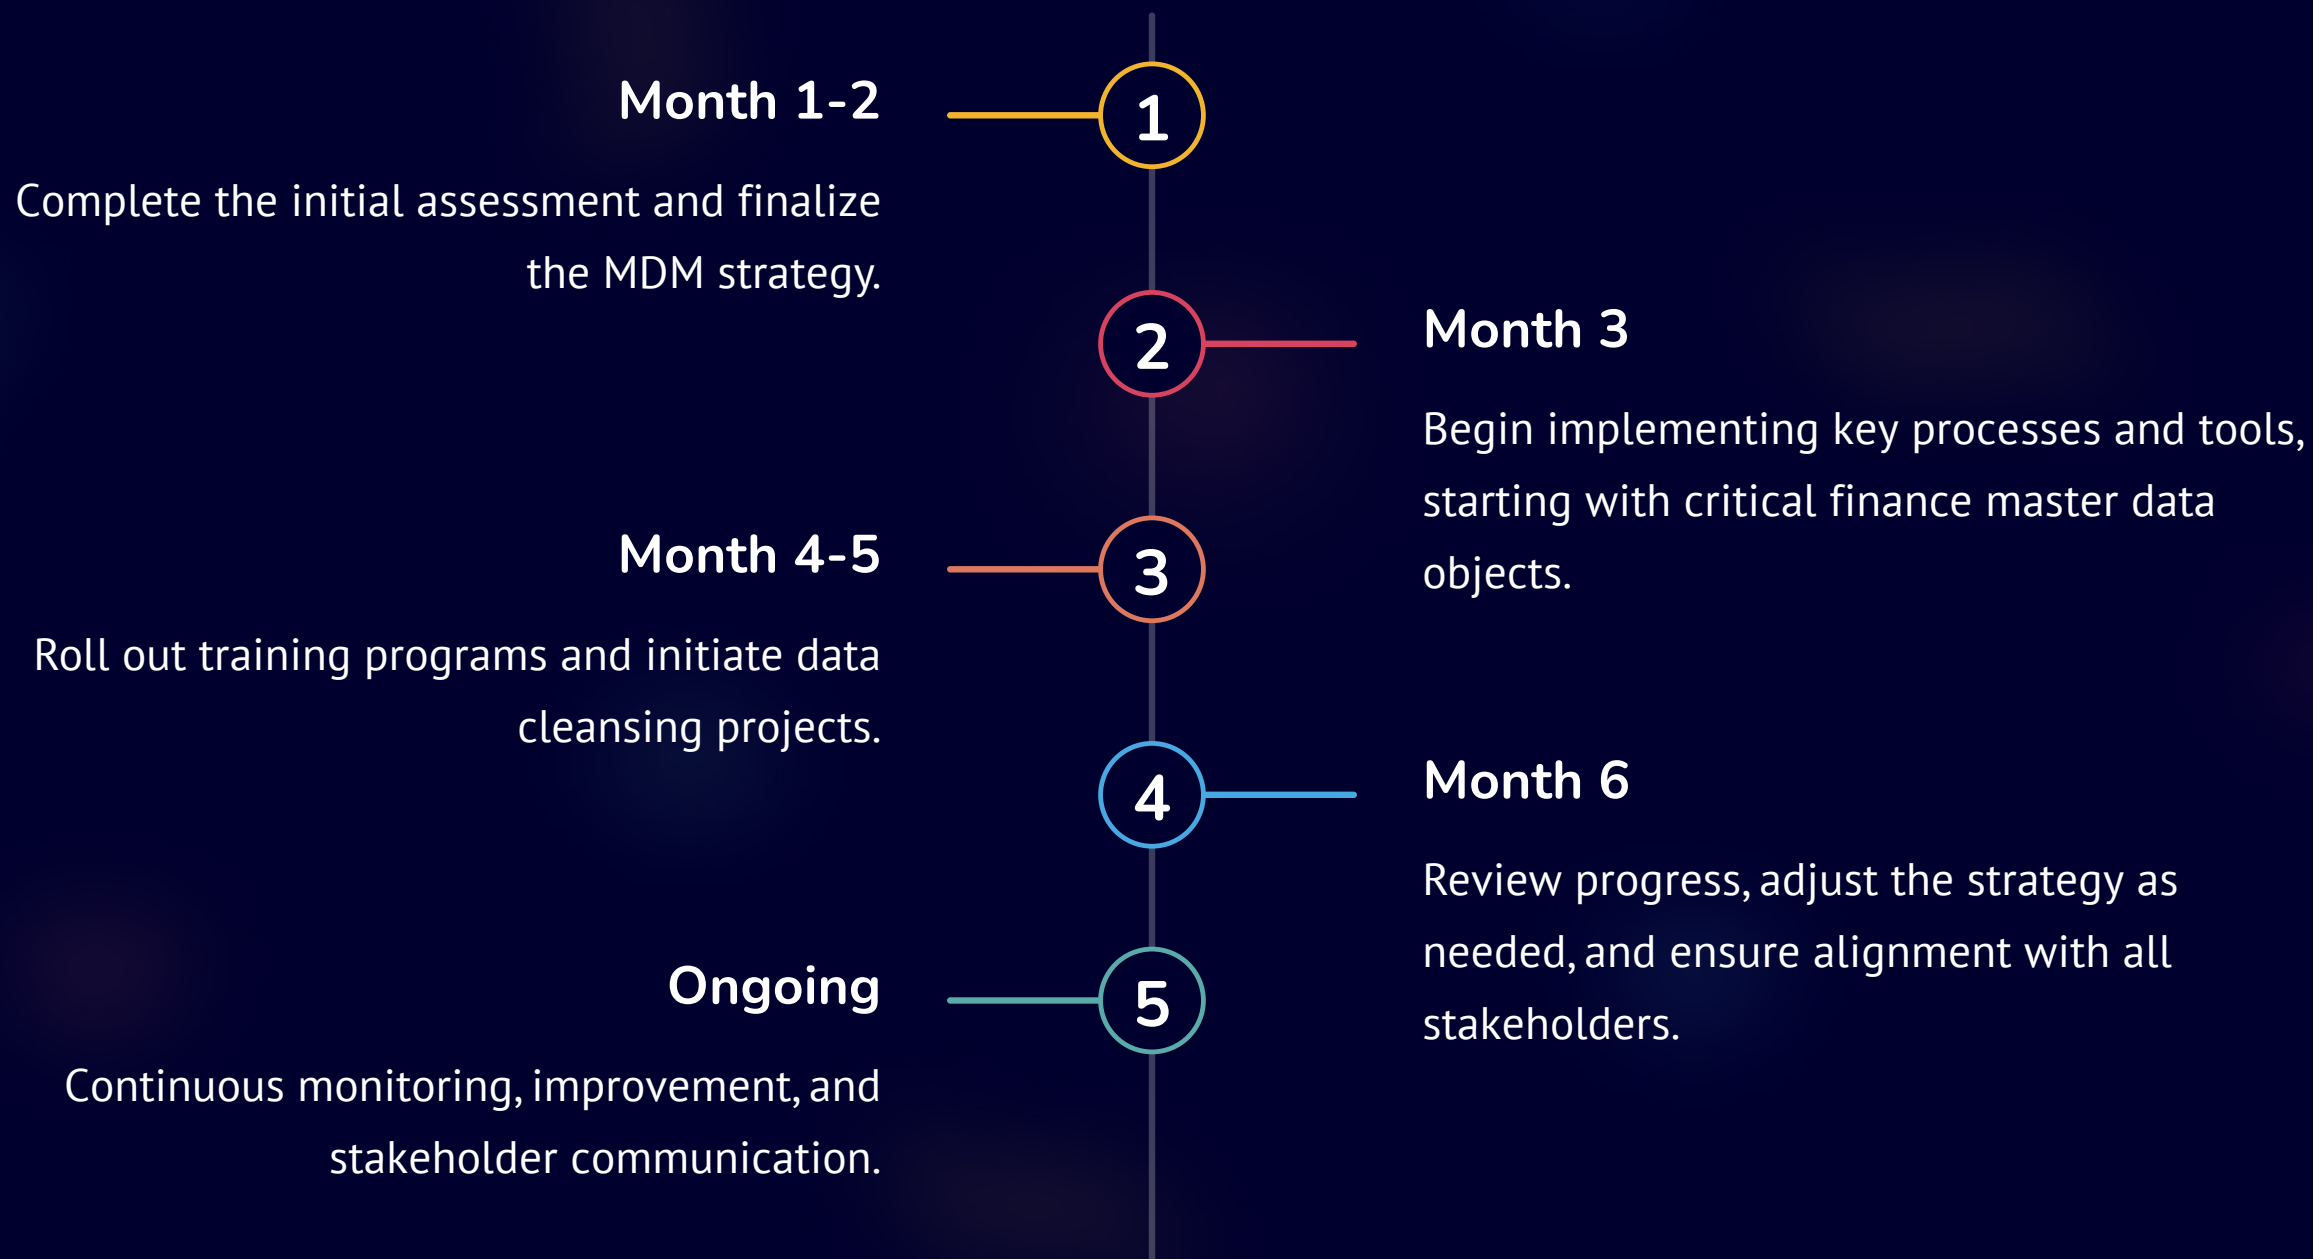 1
Month 1-2
Complete the initial assessment and finalize
the MDM strategy.
2
Month 3
Begin implementing key processes and tools,
starting with critical finance master data
objects.
3
Month 4-5
Roll out training programs and initiate data
cleansing projects.
4
Month 6
Review progress, adjust the strategy as
needed, and ensure alignment with all
stakeholders.
5
Ongoing
Continuous monitoring, improvement, and
stakeholder communication.